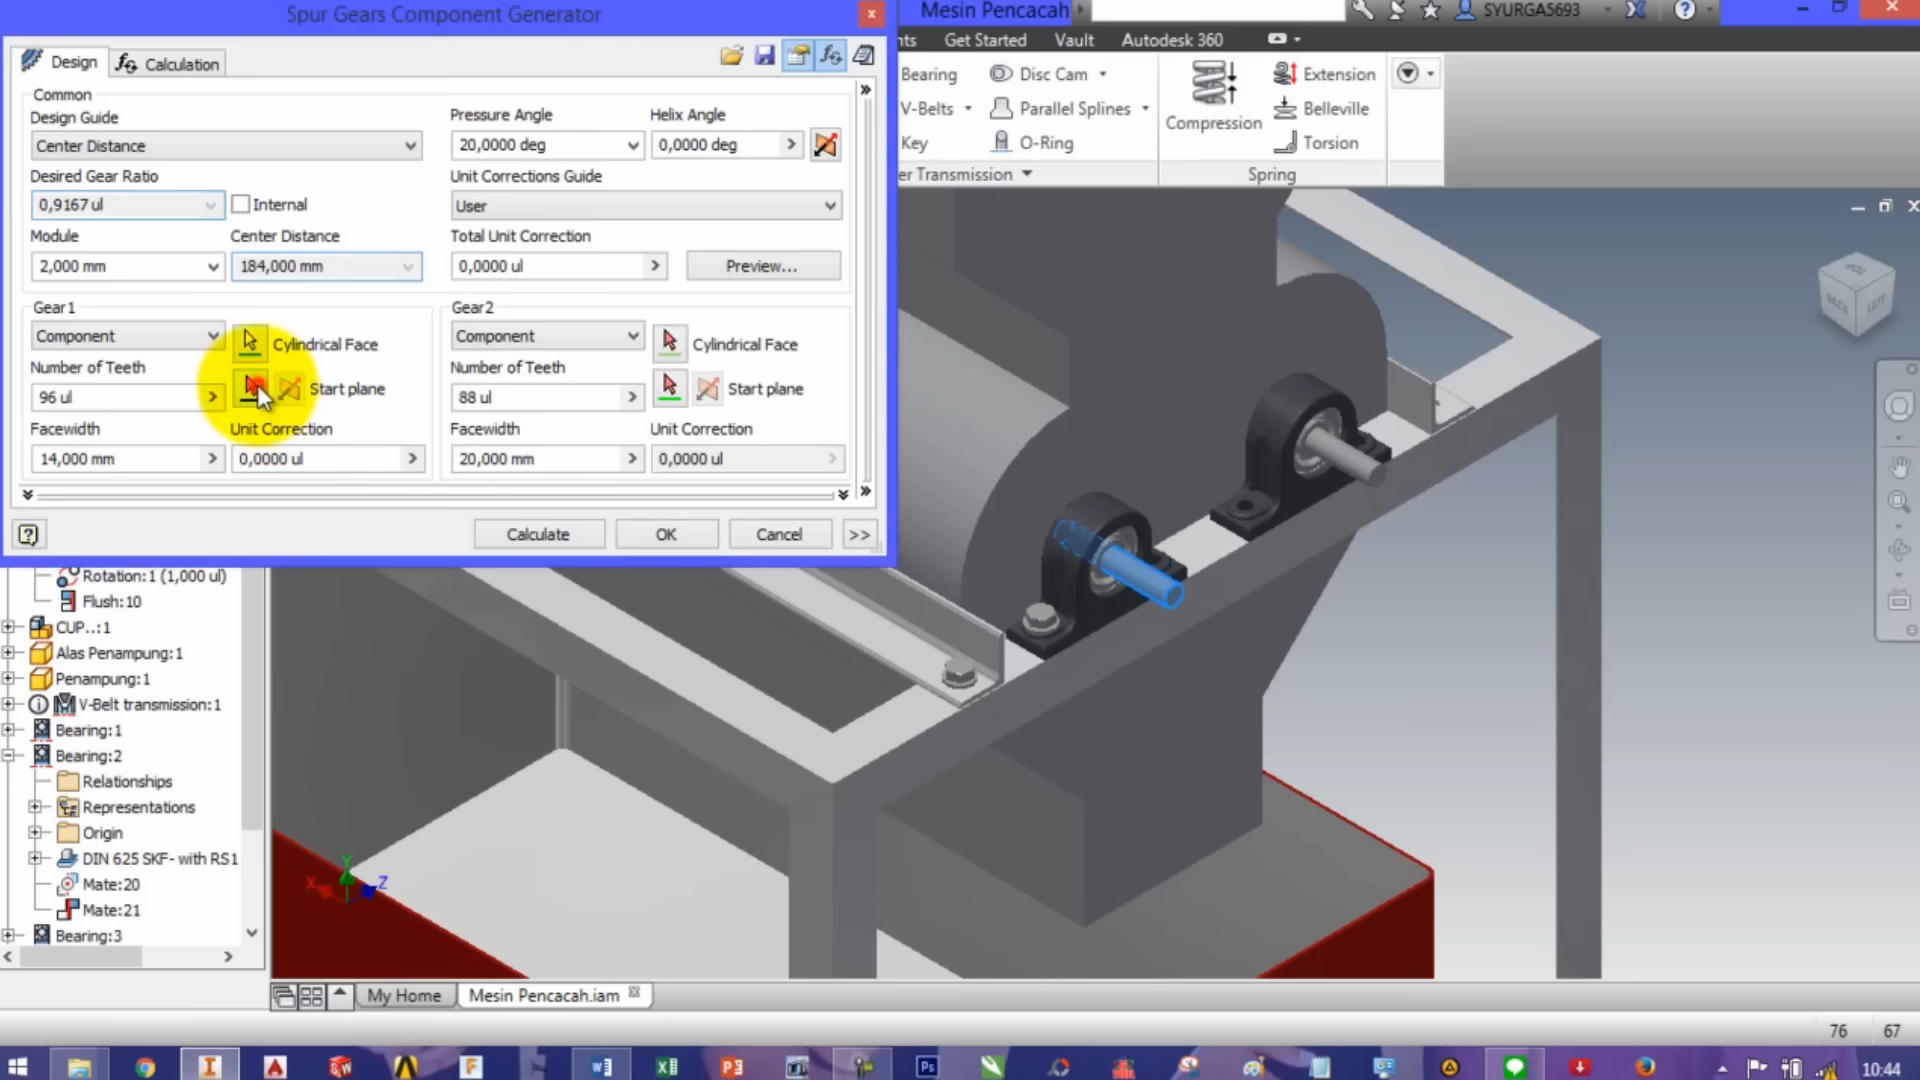 Spur Gears Component Generator
Mesin Pencacah
SYURGA5693
Get Started Vault Autodesk 360
Design Calculation
Bearing Disc Cam Extension
V-Belts Parallel Splines Compression Belleville
Key O-Ring Torsion
er Transmission Spring
Common
Design Guide Pressure Angle Helix Angle
Center Distance 20,0000 deg 0,0000 deg
Desired Gear Ratio Unit Corrections Guide
0,9167 ul Internal User
Module Center Distance Total Unit Correction
2,000 mm 184,000 mm 0,0000 ul Preview...
Gear1 Gear2
Component Cylindrical Face Component Cylindrical Face
Number of Teeth Number of Teeth
96 ul Start plane 88 ul Start plane
Facewidth Unit Correction Facewidth Unit Correction
14,000 mm 0,0000 ul 20,000 mm 0,0000 ul
Calculate OK Cancel >>
Rotation:1 (1,000 ul)
Flush:10
CUP..:1
Alas Penampung:1
Penampung:1
V-Belt transmission:1
Bearing:1
Bearing:2
Relationships
Representations
Origin
DIN 625 SKF- with RS1
Mate:20
Mate:21
Bearing:3
BACK LEFT
X Y Z
My Home Mesin Pencacah.iam
76 67
10:44